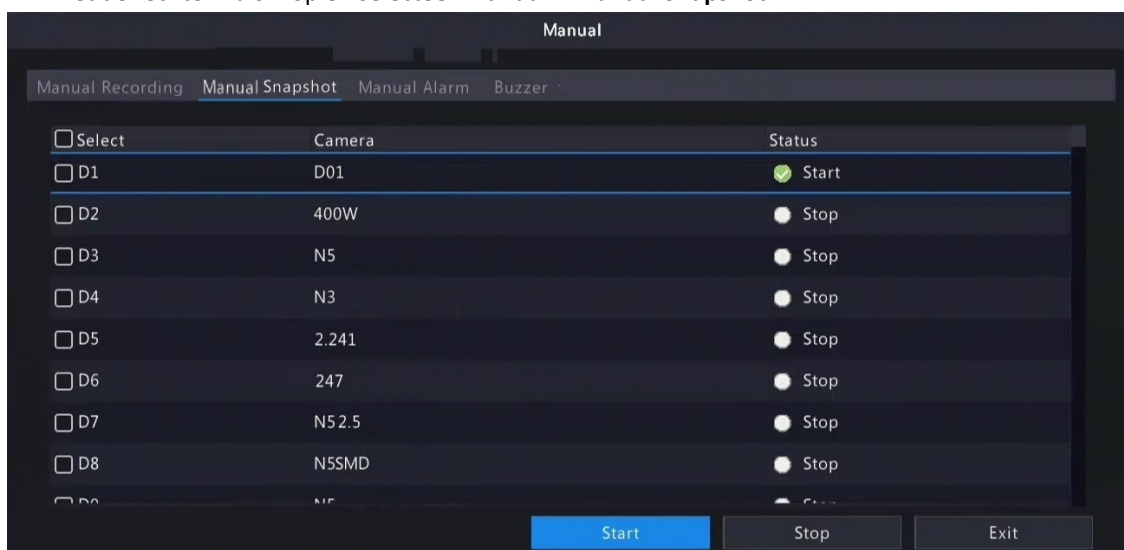 Manual
Manual Recording Manual Snapshot Manual Alarm Buzzer
Select Camera Status
D1 D01 Start
D2 400W Stop
D3 N5 Stop
D4 N3 Stop
D5 2.241 Stop
D6 247 Stop
D7 N52.5 Stop
D8 N5SMD Stop
Start Stop Exit